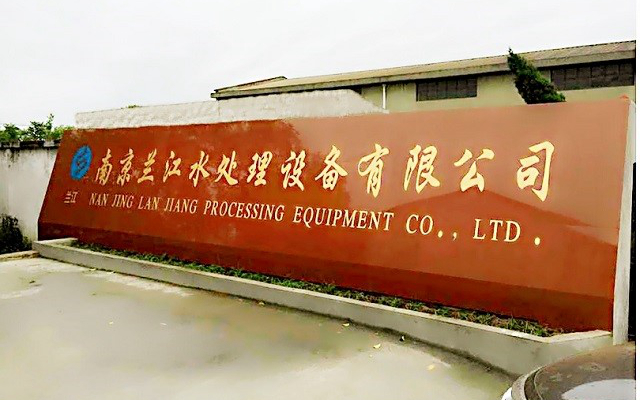 南京兰江水处理设备有限公司
兰江
NAN JING LAN JIANG PROCESSING EQUIPMENT CO., LTD.